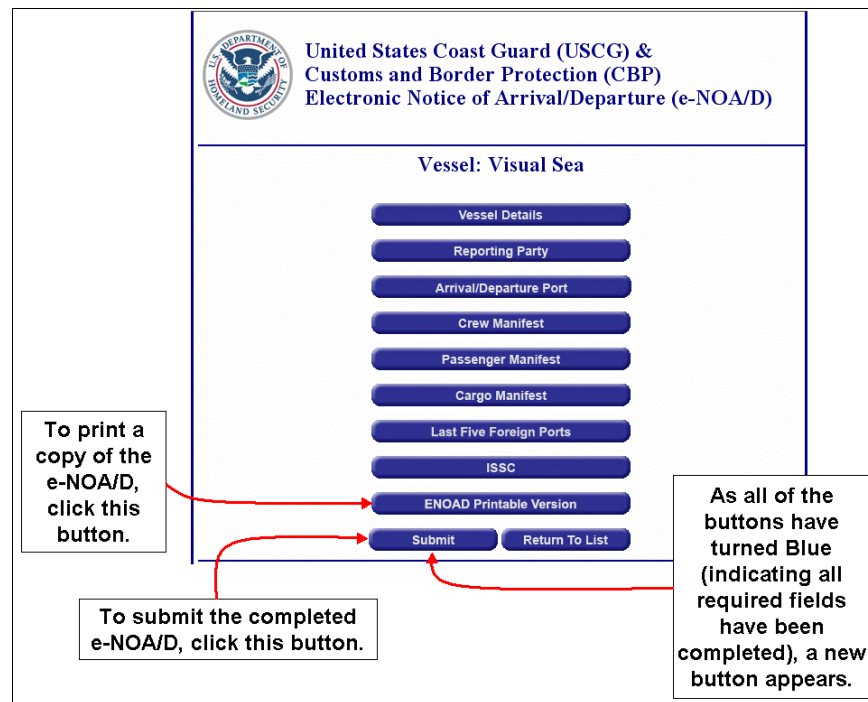 U.S. DEPARTMENT OF
HOMELAND SECURITY
United States Coast Guard (USCG) &
Customs and Border Protection (CBP)
Electronic Notice of Arrival/Departure (e-NOA/D)
Vessel: Visual Sea
Vessel Details
Reporting Party
Arrival/Departure Port
Crew Manifest
Passenger Manifest
Cargo Manifest
Last Five Foreign Ports
ISSC
ENOAD Printable Version
Submit
Return To List
To print a
copy of the
e-NOA/D,
click this
button.
To submit the completed
e-NOA/D, click this button.
As all of the
buttons have
turned Blue
(indicating all
required fields
have been
completed), a new
button appears.